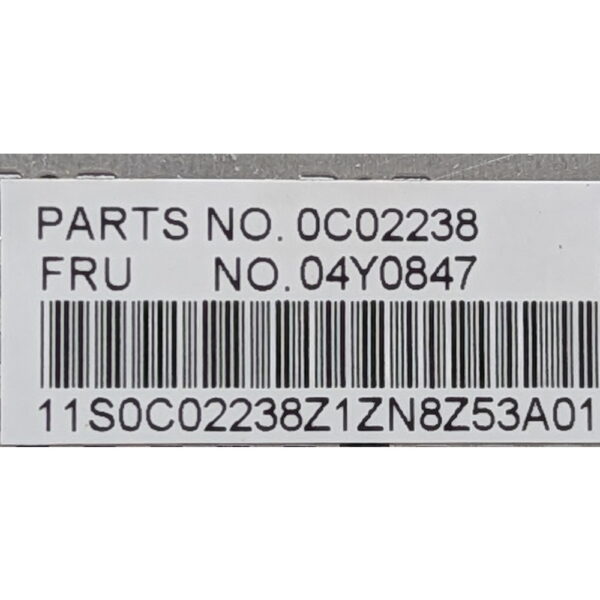 PARTS NO. 0C02238
FRU NO. 04Y0847
11S0C02238Z1ZN8Z53A01